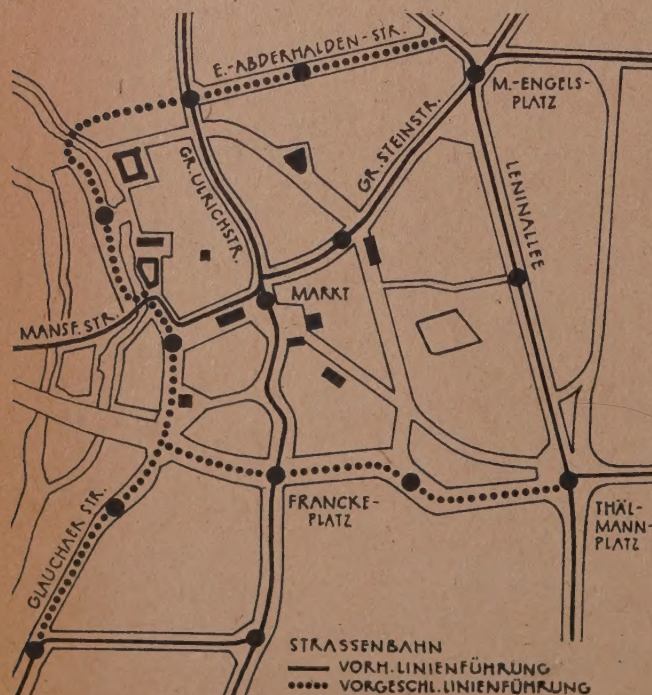 E.-ABDERHALDEN-STR.
M.-ENGELS-
PLATZ
GR. STEINSTR.
GR. ULRICHSTR.
LENINALLEE
MARKT
MANSF. STR.
GLAUCHAER STR.
FRANCKE-
PLATZ
THÄL-
MANN-
PLATZ
STRASSENBAHN
VORH. LINIENFÜHRUNG
VORGESCHL. LINIENFÜHRUNG